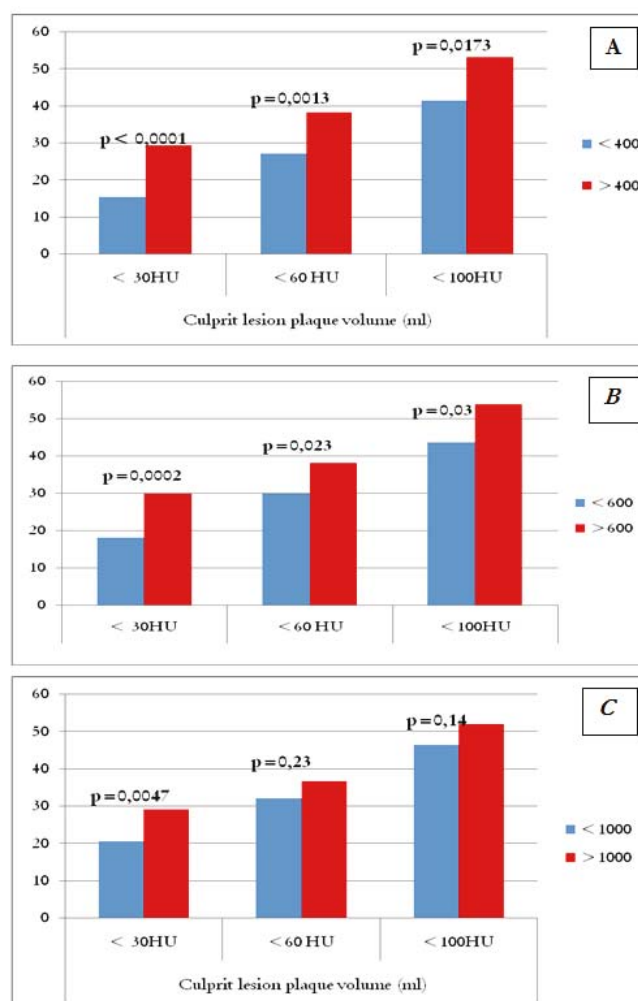 A
60
50
40
30
20
10
0
p < 0,0001
p = 0,0013
p = 0,0173
< 400
> 400
< 30HU
< 60 HU
< 100HU
Culprit lesion plaque volume (ml)
B
60
50
40
30
20
10
0
p = 0,0002
p = 0,023
p = 0,03
< 600
> 600
< 30HU
< 60 HU
< 100HU
C
60
50
40
30
20
10
0
p = 0,0047
p = 0,23
p = 0,14
< 1000
> 1000
< 30HU
< 60 HU
< 100HU
Culprit lesion plaque volume (ml)